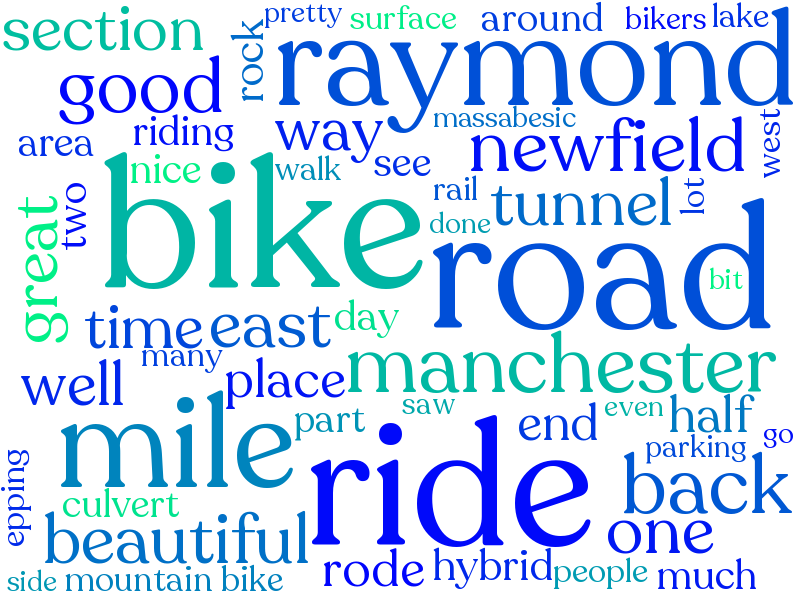 pretty surface around bikers lake
section rock raymond
good massabesic
area riding way newfield west
nice walk see
two rail tunnel lot
great bike done road bit
time east day
many manchester
well place
mile part saw end even half
parking go
epping culvert ride back
beautiful one
side mountain bike rode hybrid people much